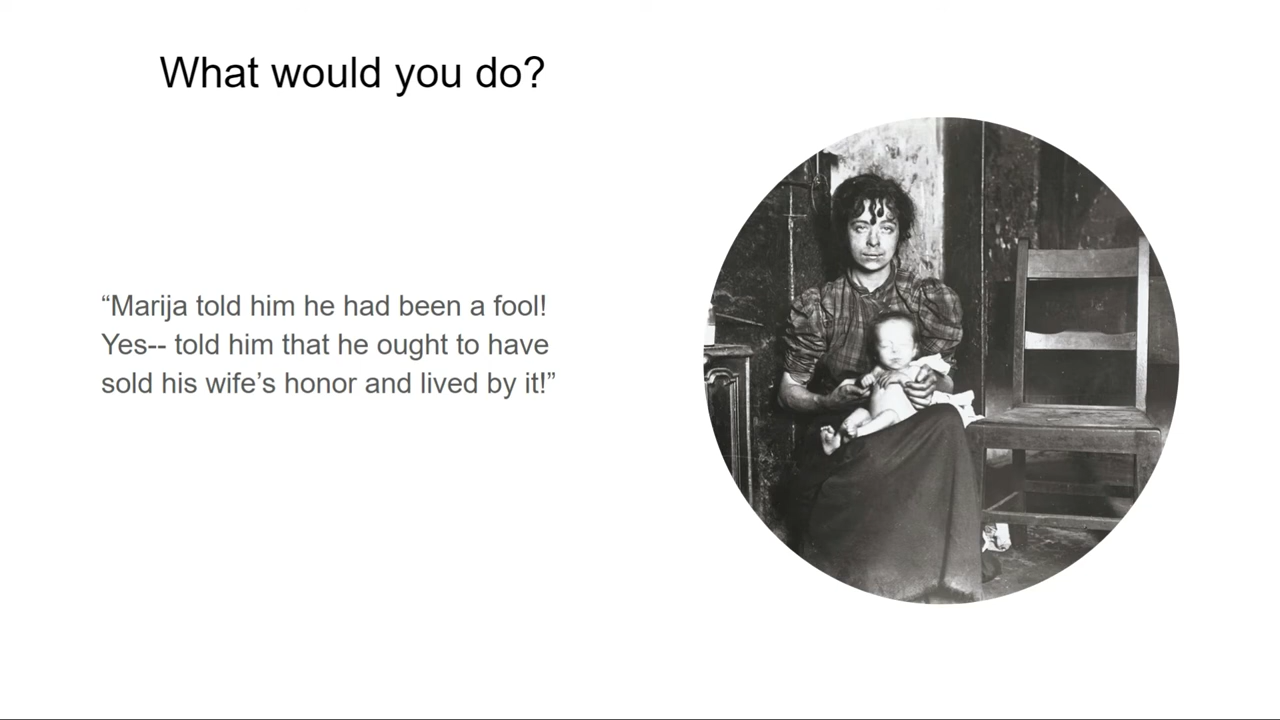 What would you do?
“Marija told him he had been a fool!
Yes-- told him that he ought to have
sold his wife’s honor and lived by it!”